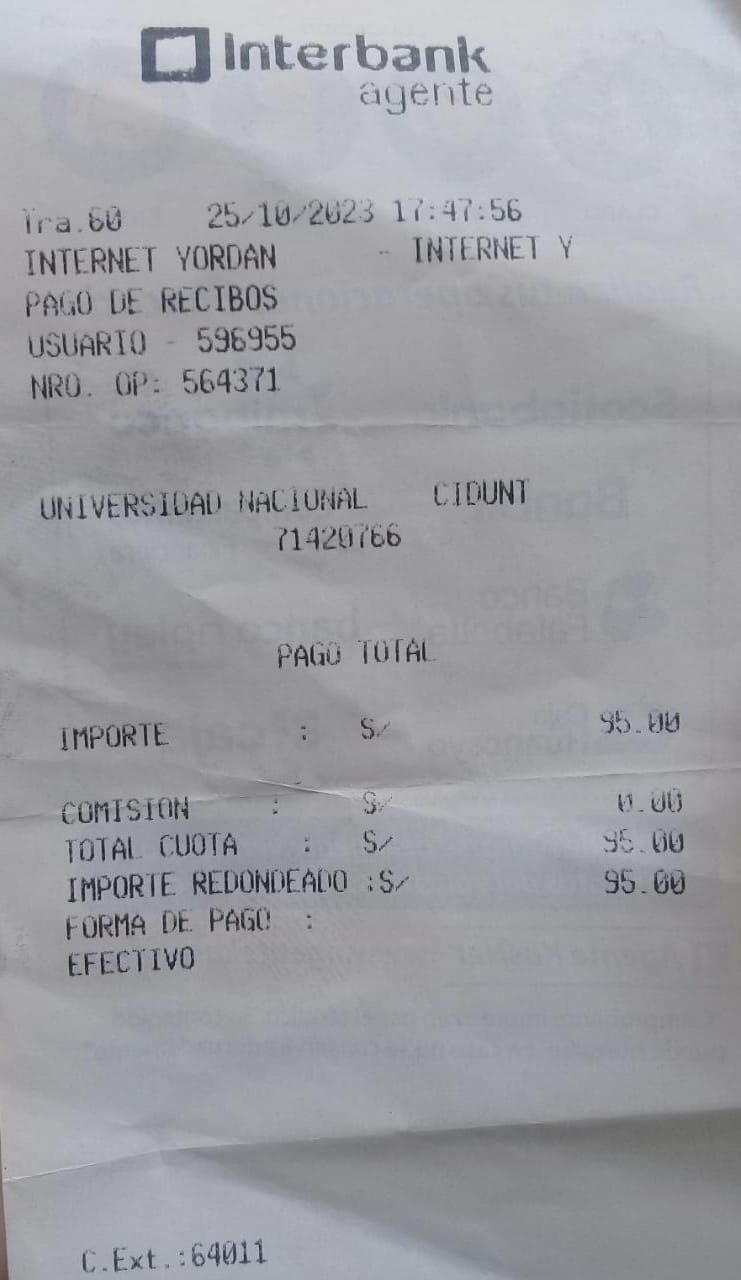 Interbank
agente
Tra.60 25/10/2023 17:47:56
INTERNET YORDAN - INTERNET Y
PAGO DE RECIBOS
USUARIO - 596955
NRO. OP: 564371
UNIVERSIDAD NACIONAL CIDUNT
71420766
PAGO TOTAL
IMPORTE : S/ 95.00
COMISION : S/ 0.00
TOTAL CUOTA : S/ 95.00
IMPORTE REDONDEADO :S/ 95.00
FORMA DE PAGO :
EFECTIVO
C.Ext.:64011